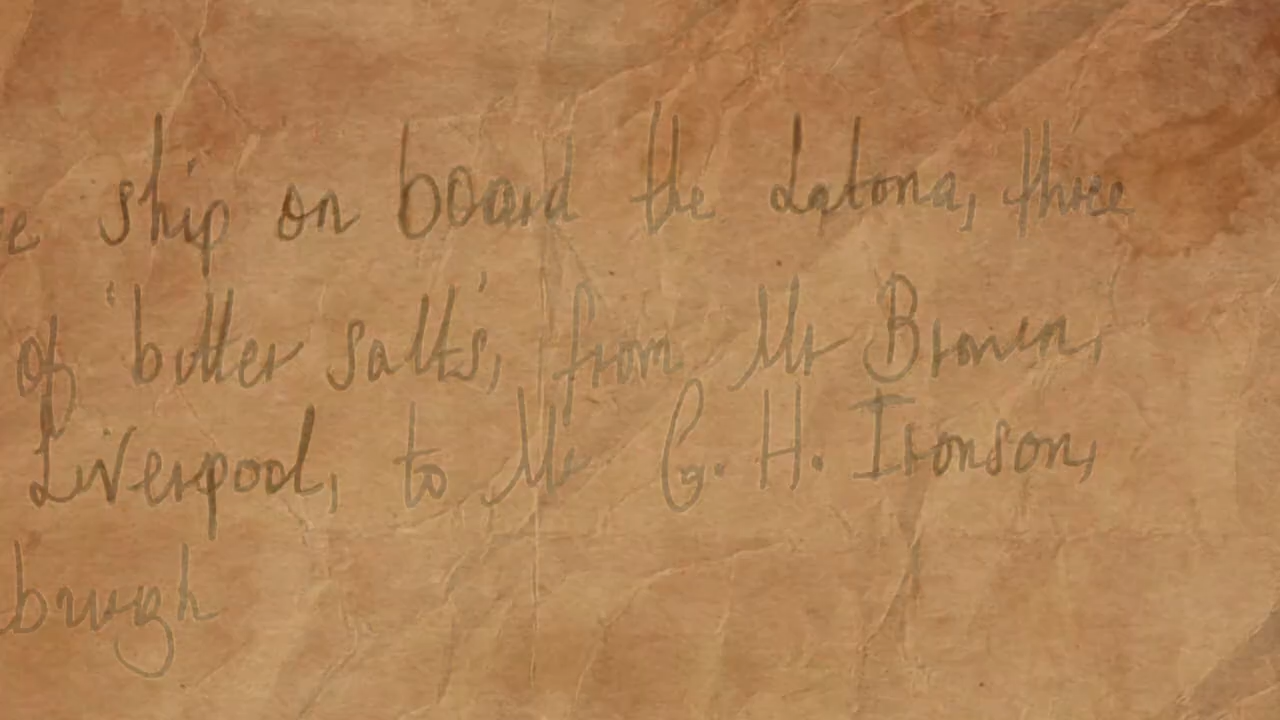 e ship on board the Latona, three
of 'bitter salts', from Mr Brown,
Liverpool, to Mr G. H. Ironson,
burgh